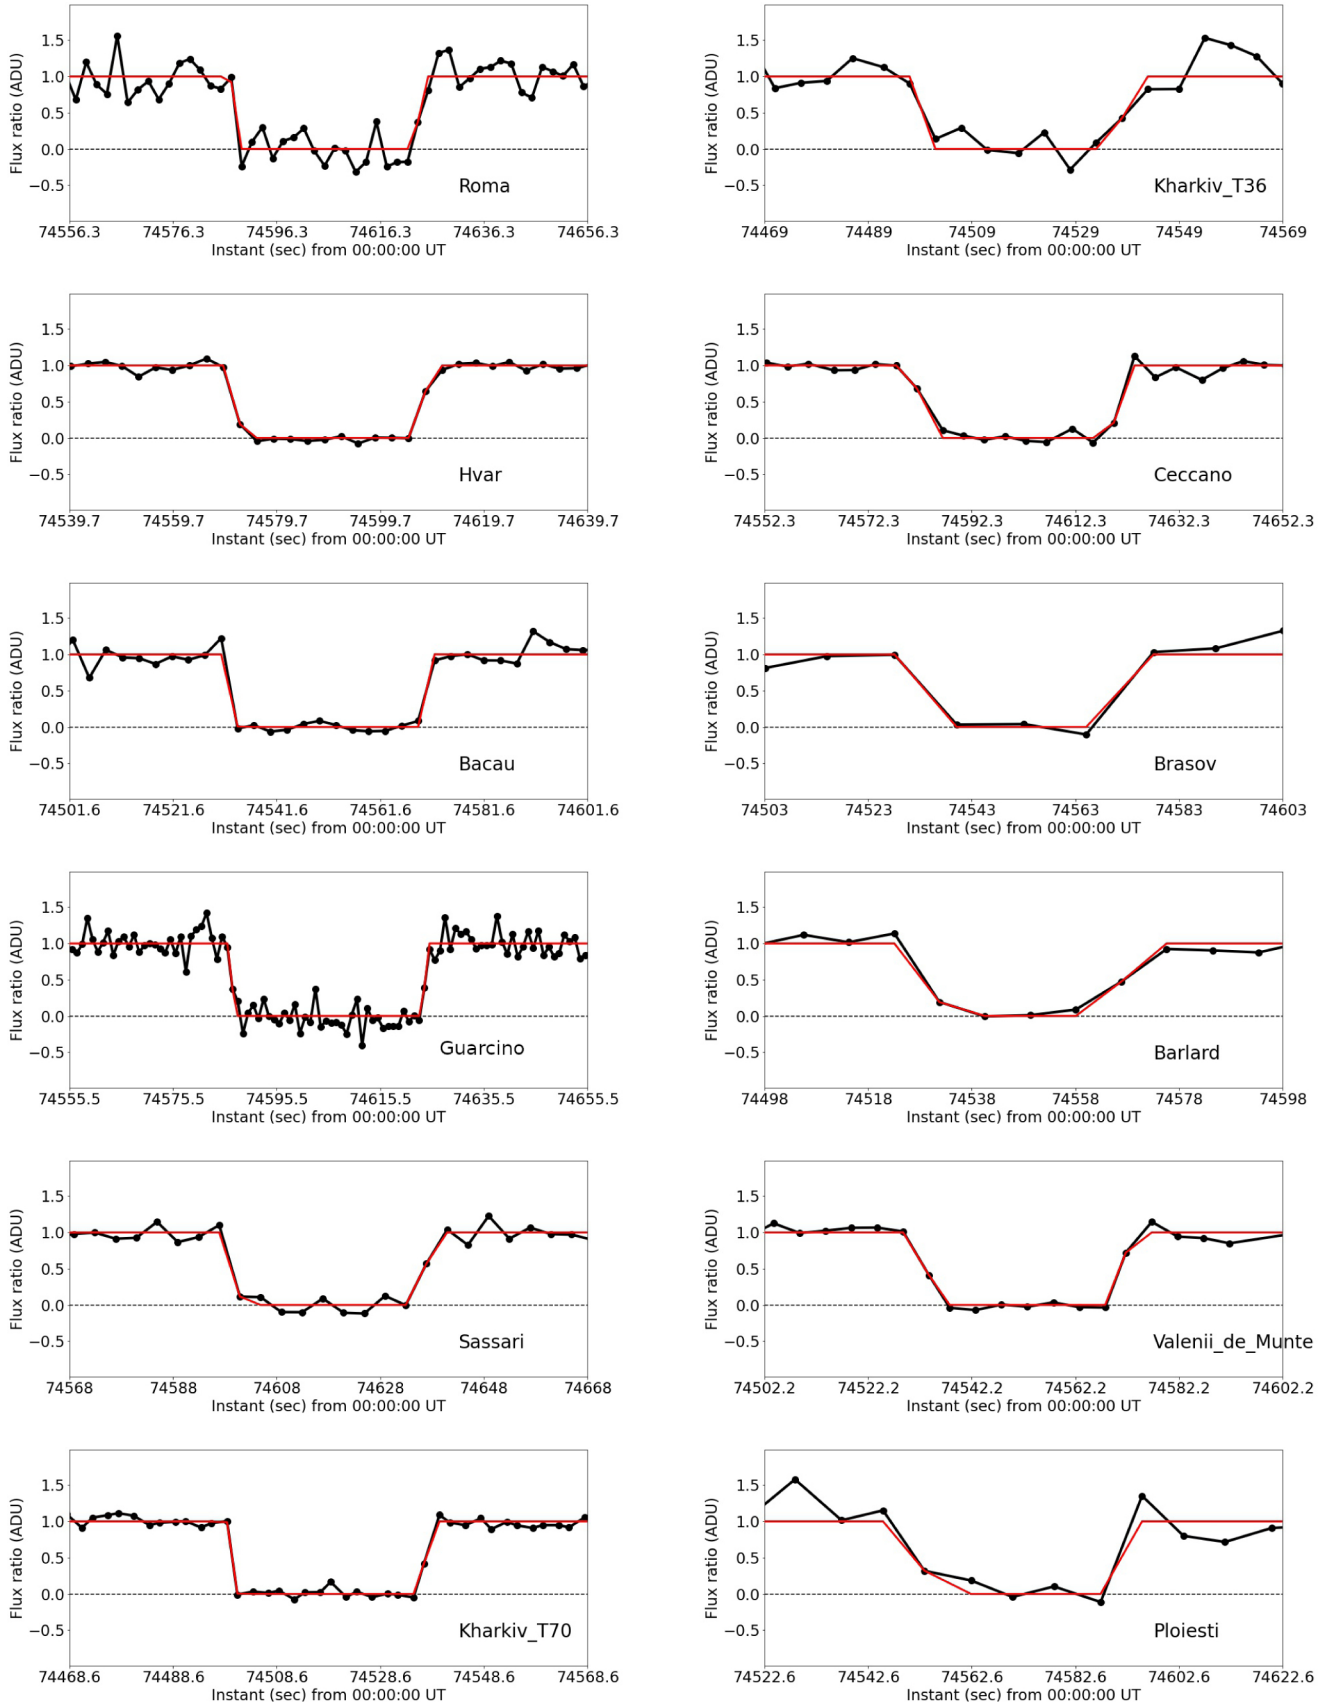 1.5
1.0
0.5
0.0
−0.5
Flux ratio (ADU)
Roma
74556.3 74576.3 74596.3 74616.3 74636.3 74656.3
Instant (sec) from 00:00:00 UT
1.5
1.0
0.5
0.0
−0.5
Flux ratio (ADU)
Kharkiv_T36
74469 74489 74509 74529 74549 74569
Instant (sec) from 00:00:00 UT
1.5
1.0
0.5
0.0
−0.5
Flux ratio (ADU)
Hvar
74539.7 74559.7 74579.7 74599.7 74619.7 74639.7
Instant (sec) from 00:00:00 UT
1.5
1.0
0.5
0.0
−0.5
Flux ratio (ADU)
Ceccano
74552.3 74572.3 74592.3 74612.3 74632.3 74652.3
Instant (sec) from 00:00:00 UT
1.5
1.0
0.5
0.0
−0.5
Flux ratio (ADU)
Bacau
74501.6 74521.6 74541.6 74561.6 74581.6 74601.6
Instant (sec) from 00:00:00 UT
1.5
1.0
0.5
0.0
−0.5
Flux ratio (ADU)
Brasov
74503 74523 74543 74563 74583 74603
Instant (sec) from 00:00:00 UT
1.5
1.0
0.5
0.0
−0.5
Flux ratio (ADU)
Guarcino
74555.5 74575.5 74595.5 74615.5 74635.5 74655.5
Instant (sec) from 00:00:00 UT
1.5
1.0
0.5
0.0
−0.5
Flux ratio (ADU)
Barlard
74498 74518 74538 74558 74578 74598
Instant (sec) from 00:00:00 UT
1.5
1.0
0.5
0.0
−0.5
Flux ratio (ADU)
Sassari
74568 74588 74608 74628 74648 74668
Instant (sec) from 00:00:00 UT
1.5
1.0
0.5
0.0
−0.5
Flux ratio (ADU)
Valenii_de_Munte
74502.2 74522.2 74542.2 74562.2 74582.2 74602.2
Instant (sec) from 00:00:00 UT
1.5
1.0
0.5
0.0
−0.5
Flux ratio (ADU)
Kharkiv_T70
74468.6 74488.6 74508.6 74528.6 74548.6 74568.6
Instant (sec) from 00:00:00 UT
1.5
1.0
0.5
0.0
−0.5
Flux ratio (ADU)
Ploiesti
74522.6 74542.6 74562.6 74582.6 74602.6 74622.6
Instant (sec) from 00:00:00 UT